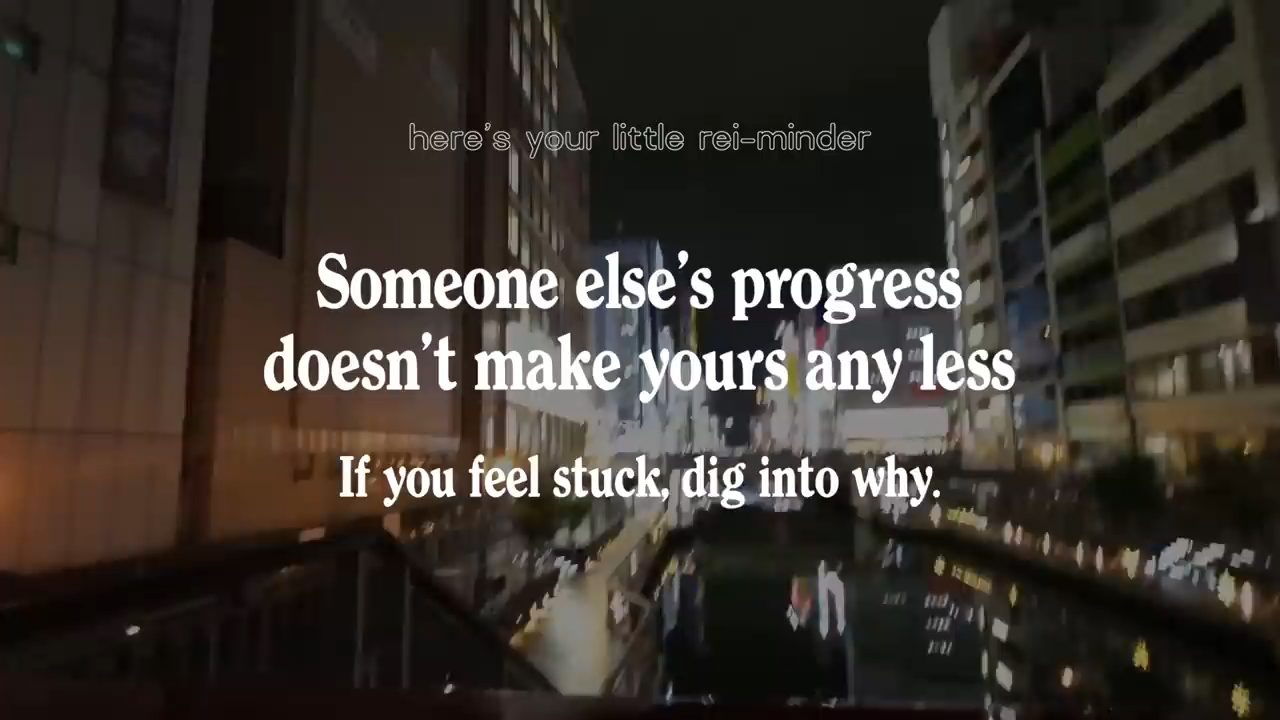 here's your little rei-minder
Someone else's progress
doesn't make yours any less
If you feel stuck, dig into why.